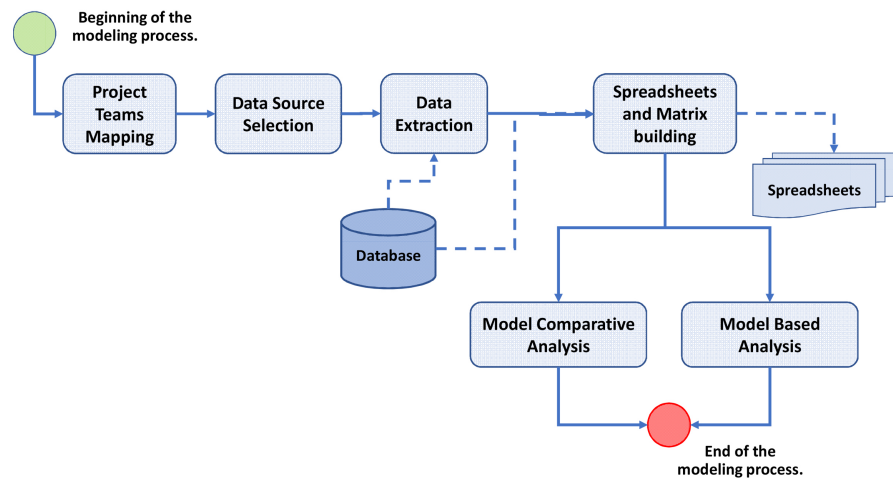 Beginning of the
modeling process.
Project
Teams
Mapping
Data Source
Selection
Data
Extraction
Spreadsheets
and Matrix
building
Spreadsheets
Database
Model Comparative
Analysis
Model Based
Analysis
End of the
modeling process.